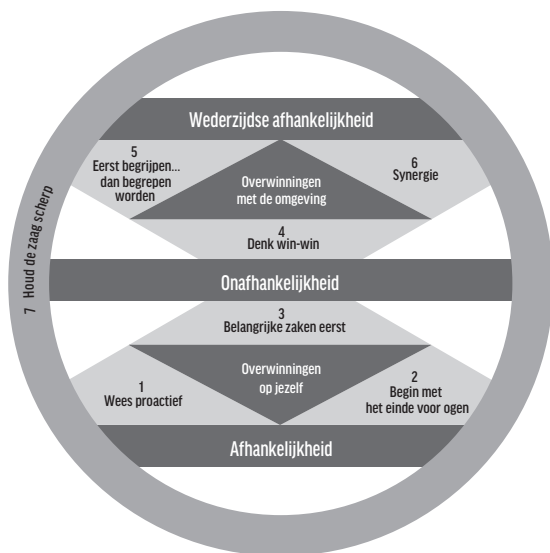 Wederzijdse afhankelijkheid
5
Eerst begrijpen...
dan begrepen
worden
Overwinningen
met de omgeving
6
Synergie
4
Denk win-win
7 Houd de zaag scherp
Onafhankelijkheid
3
Belangrijke zaken eerst
1
Wees proactief
Overwinningen
op jezelf
2
Begin met
het einde voor ogen
Afhankelijkheid